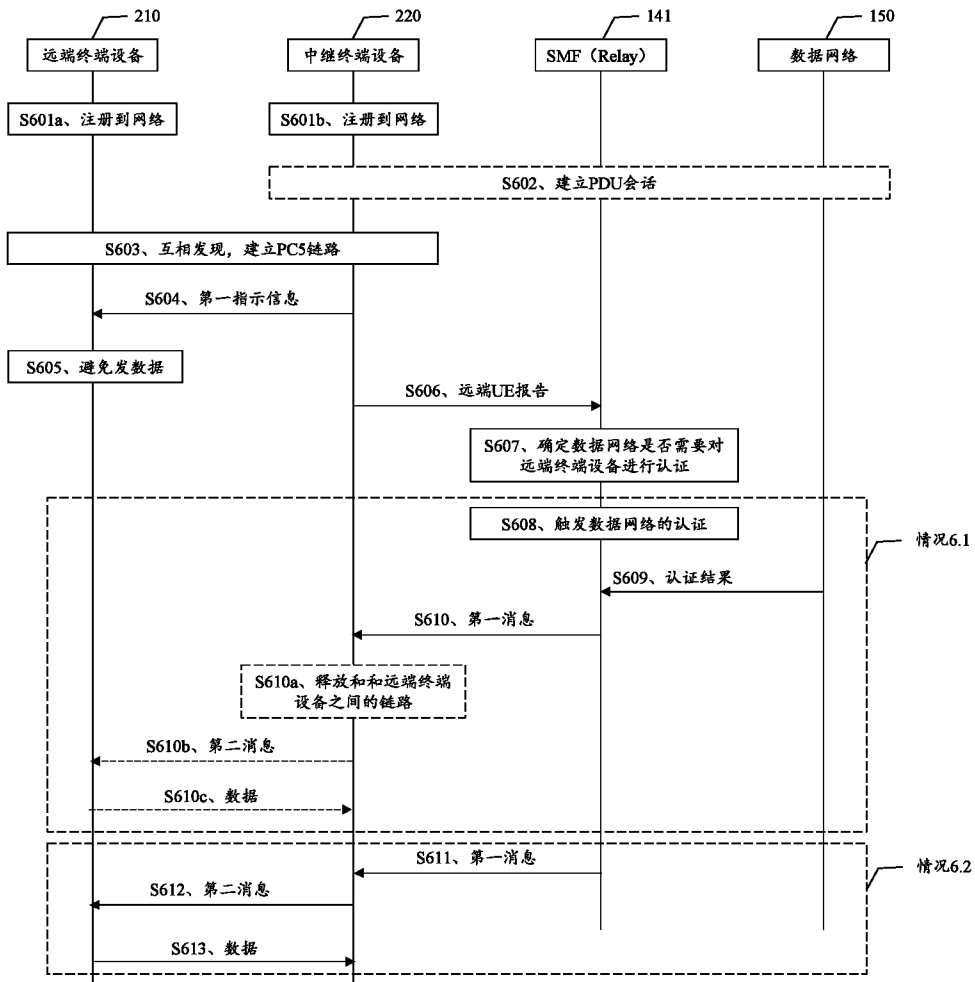 210
220
141
150
远端终端设备
中继终端设备
SMF（Relay）
数据网络
S601a、注册到网络
S601b、注册到网络
S602、建立PDU会话
S603、互相发现，建立PC5链路
S604、第一指示信息
S605、避免发数据
S606、远端UE报告
S607、确定数据网络是否需要对
远端终端设备进行认证
S608、触发数据网络的认证
情况6.1
S609、认证结果
S610、第一消息
S610a、释放和和远端终端
设备之间的链路
S610b、第二消息
S610c、数据
S611、第一消息
情况6.2
S612、第二消息
S613、数据